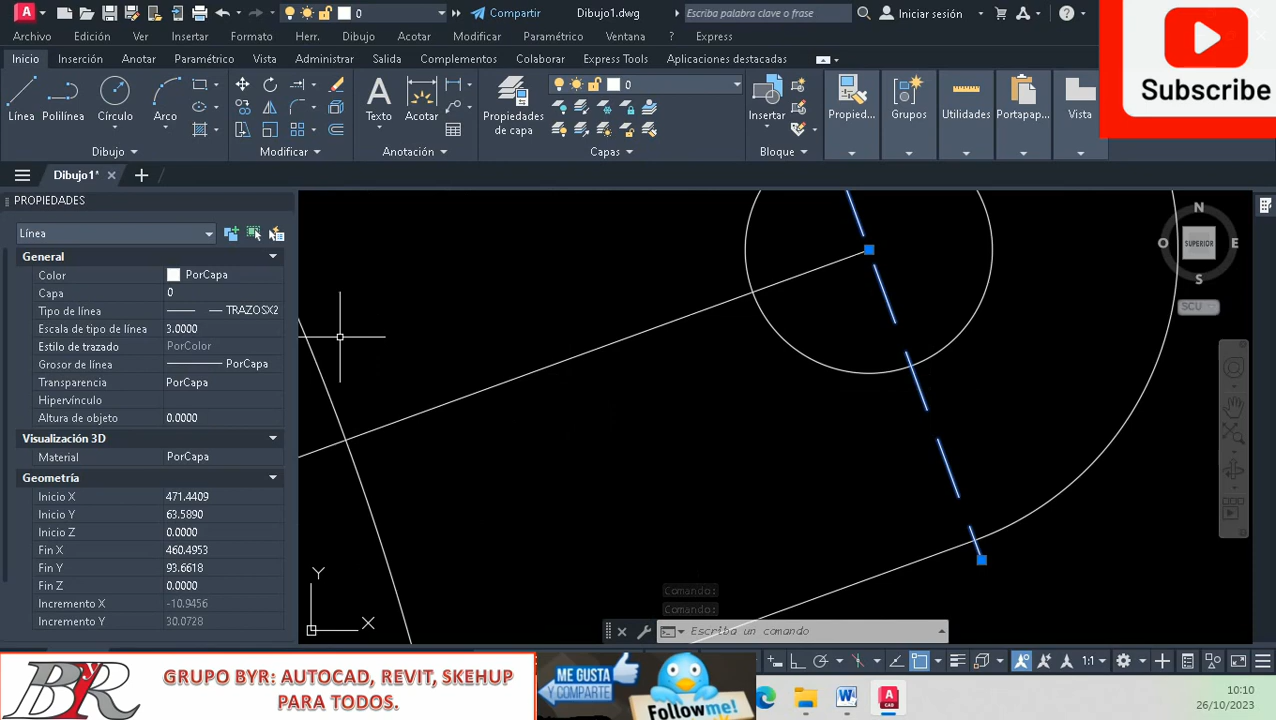 A CAD
0
Compartir
Dibujo1.dwg
Escriba palabra clave o frase
Iniciar sesión
?
Archivo Edición Ver Insertar Formato Herr. Dibujo Acotar Modificar Paramétrico Ventana ? Express
Inicio Inserción Anotar Paramétrico Vista Administrar Salida Complementos Colaborar Express Tools Aplicaciones destacadas
Subscribe
0
Línea Polilínea Círculo Arco
A
Texto Acotar
Propiedades
de capa
Insertar
Propied... Grupos Utilidades Portapap... Vista
Dibujo Modificar Anotación Capas Bloque
Dibujo1*
PROPIEDADES
Línea
General
Color PorCapa
Capa 0
Tipo de línea TRAZOSX2
Escala de tipo de línea 3.0000
Estilo de trazado PorColor
Grosor de línea PorCapa
Transparencia PorCapa
Hipervínculo
Altura de objeto 0.0000
Visualización 3D
Material PorCapa
Geometría
Inicio X 471.4409
Inicio Y 63.5890
Inicio Z 0.0000
Fin X 460.4953
Fin Y 93.6618
Fin Z 0.0000
Incremento X -10.9456
Incremento Y 30.0728
N
O SUPERIOR E
S
SCU
Y
X
Comando:
Comando:
Escriba un comando
1:1
ByR
GRUPO BYR: AUTOCAD, REVIT, SKEHUP
PARA TODOS.
ME GUSTA
Y COMPARTE
Follow me!
W
A
CAD
10:10
26/10/2023